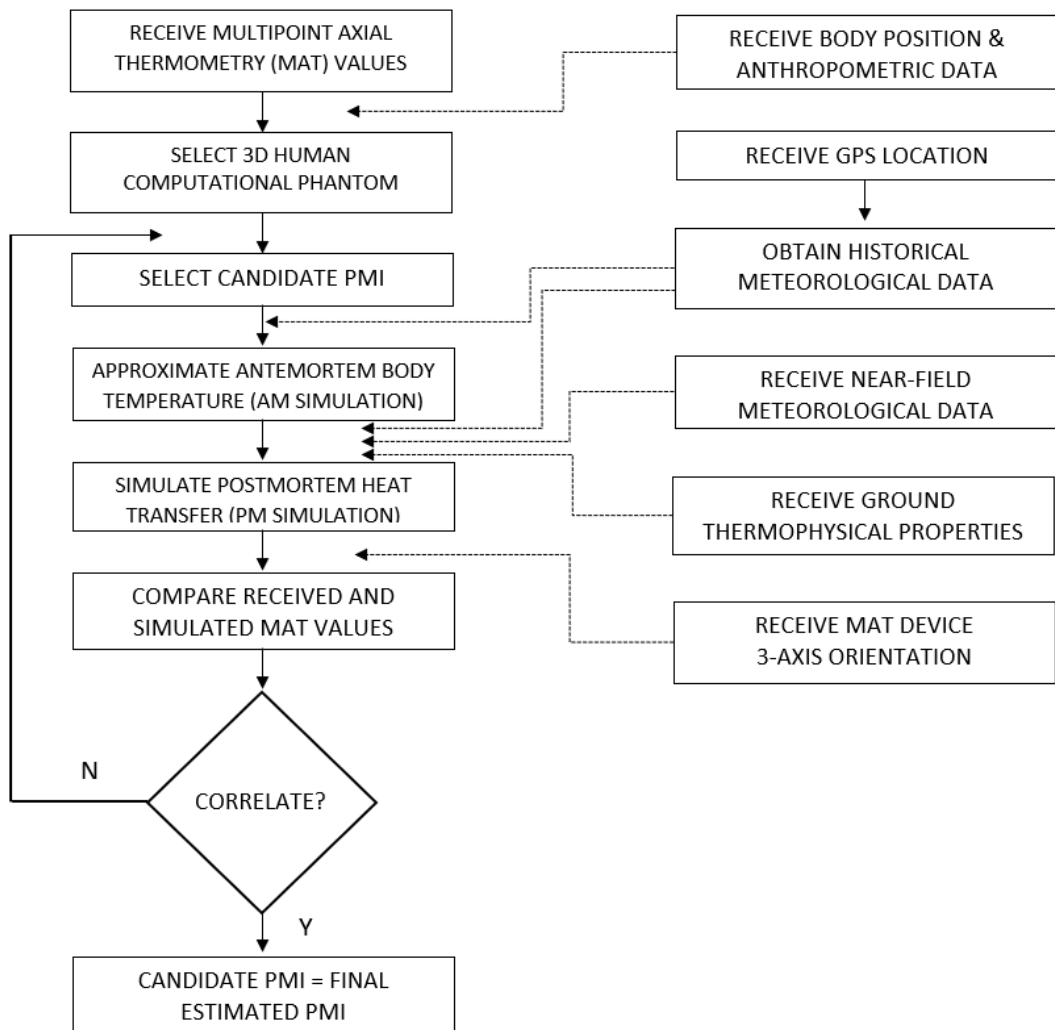 RECEIVE MULTIPOINT AXIAL
THERMOMETRY (MAT) VALUES
RECEIVE BODY POSITION &
ANTHROPOMETRIC DATA
SELECT 3D HUMAN
COMPUTATIONAL PHANTOM
RECEIVE GPS LOCATION
SELECT CANDIDATE PMI
OBTAIN HISTORICAL
METEOROLOGICAL DATA
APPROXIMATE ANTEMORTEM BODY
TEMPERATURE (AM SIMULATION)
RECEIVE NEAR-FIELD
METEOROLOGICAL DATA
SIMULATE POSTMORTEM HEAT
TRANSFER (PM SIMULATION)
RECEIVE GROUND
THERMOPHYSICAL PROPERTIES
COMPARE RECEIVED AND
SIMULATED MAT VALUES
RECEIVE MAT DEVICE
3-AXIS ORIENTATION
N
CORRELATE?
Y
CANDIDATE PMI = FINAL
ESTIMATED PMI